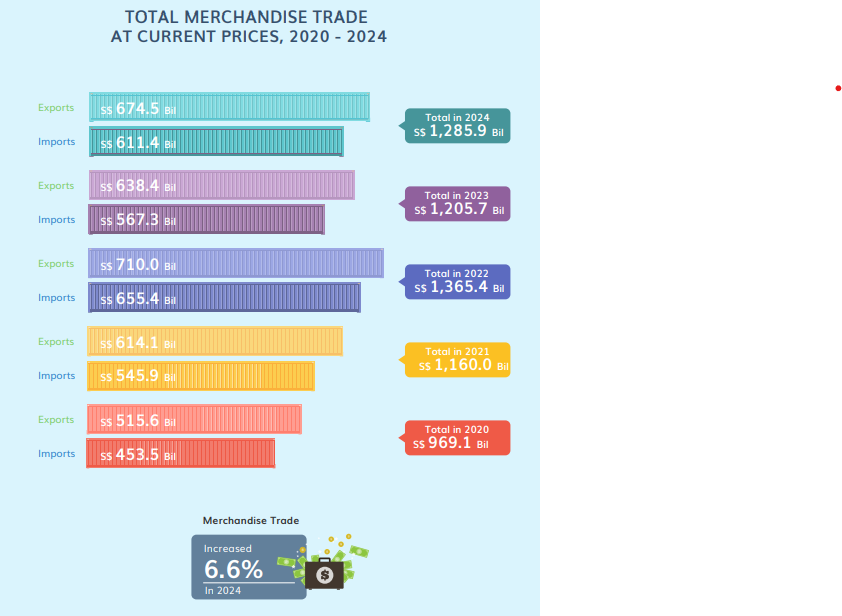 TOTAL MERCHANDISE TRADE
AT CURRENT PRICES, 2020 - 2024
Exports
S$ 674.5 Bil
Imports
S$ 611.4 Bil
Total in 2024
S$ 1,285.9 Bil
Exports
S$ 638.4 Bil
Imports
S$ 567.3 Bil
Total in 2023
S$ 1,205.7 Bil
Exports
S$ 710.0 Bil
Imports
S$ 655.4 Bil
Total in 2022
S$ 1,365.4 Bil
Exports
S$ 614.1 Bil
Imports
S$ 545.9 Bil
Total in 2021
S$ 1,160.0 Bil
Exports
S$ 515.6 Bil
Imports
S$ 453.5 Bil
Total in 2020
S$ 969.1 Bil
Merchandise Trade
Increased
6.6%
In 2024
$